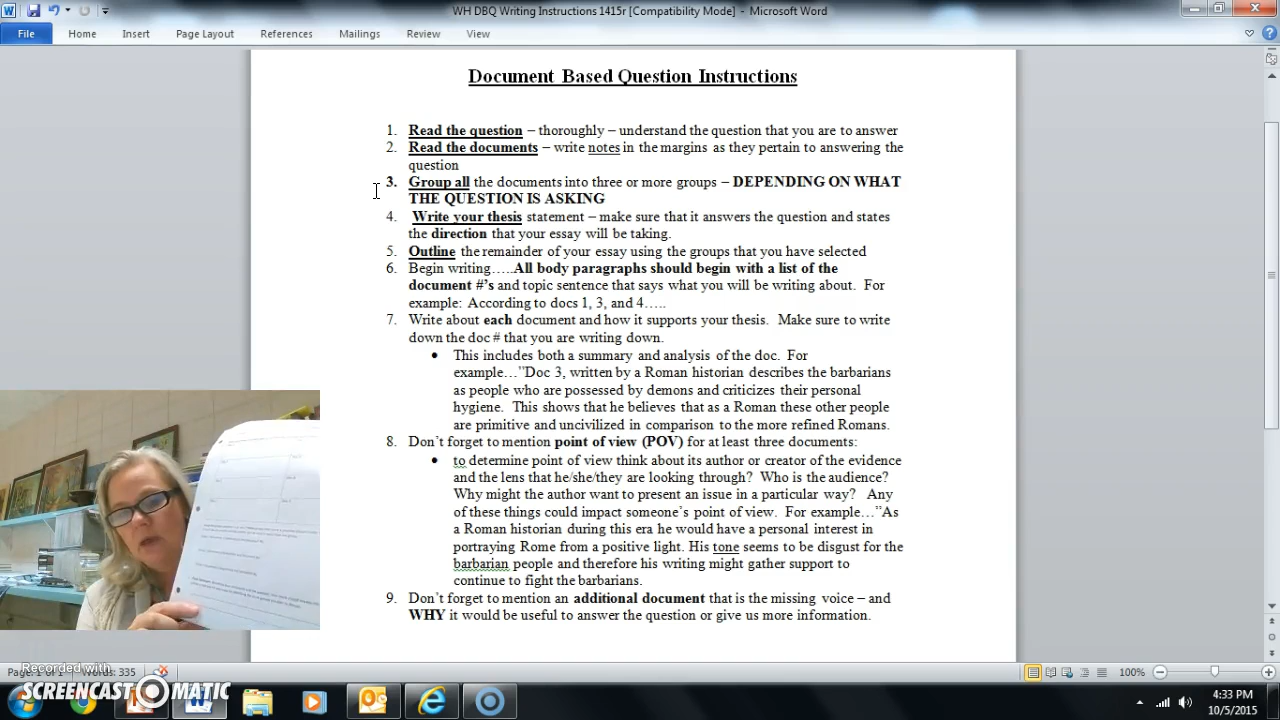 WH DBQ Writing Instructions 1415r [Compatibility Mode] - Microsoft Word
File Home Insert Page Layout References Mailings Review View
Document Based Question Instructions
1. Read the question – thoroughly – understand the question that you are to answer
2. Read the documents – write notes in the margins as they pertain to answering the
question
3. Group all the documents into three or more groups – DEPENDING ON WHAT
THE QUESTION IS ASKING
4. Write your thesis statement – make sure that it answers the question and states
the direction that your essay will be taking.
5. Outline the remainder of your essay using the groups that you have selected
6. Begin writing…..All body paragraphs should begin with a list of the
document #'s and topic sentence that says what you will be writing about. For
example: According to docs 1, 3, and 4…..
7. Write about each document and how it supports your thesis. Make sure to write
down the doc # that you are writing down.
• This includes both a summary and analysis of the doc. For
example…"Doc 3, written by a Roman historian describes the barbarians
as people who are possessed by demons and criticizes their personal
hygiene. This shows that he believes that as a Roman these other people
are primitive and uncivilized in comparison to the more refined Romans.
8. Don't forget to mention point of view (POV) for at least three documents:
• to determine point of view think about its author or creator of the evidence
and the lens that he/she/they are looking through? Who is the audience?
Why might the author want to present an issue in a particular way? Any
of these things could impact someone's point of view. For example…"As
a Roman historian during this era he would have a personal interest in
portraying Rome from a positive light. His tone seems to be disgust for the
barbarian people and therefore his writing might gather support to
continue to fight the barbarians.
9. Don't forget to mention an additional document that is the missing voice – and
WHY it would be useful to answer the question or give us more information.
Page: 1 of 1 Words: 335 100%
Recorded with
SCREENCAST MATIC
4:33 PM
10/5/2015